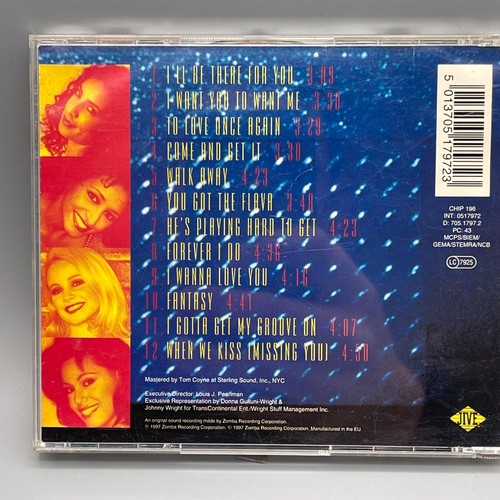 1. I'LL BE THERE FOR YOU 3:09
2. I WANT YOU TO WANT ME 3:30
3. TO LOVE ONCE AGAIN 3:29
4. COME AND GET IT 3:30
5. WALK AWAY 4:23
6. YOU GOT THE FLAVA 3:48
7. HE'S PLAYING HARD TO GET 4:23
8. FOREVER I DO 4:36
9. I WANNA LOVE YOU 4:16
10. FANTASY 4:41
11. I GOTTA GET MY GROOVE ON 4:07
12. WHEN WE KISS (MISSING YOU) 4:30
Mastered by Tom Coyne at Sterling Sound, Inc., NYC
Executive Director: Louis J. Pearlman
Exclusive Representation by Donna Gulluni-Wright &
Johnny Wright for TransContinental Ent./Wright Stuff Management Inc.
An original sound recording made by Zomba Recording Corporation.
℗ 1997 Zomba Recording Corporation. © 1997 Zomba Recording Corporation. Manufactured in the EU.
5 013705 179723
CHIP 196
INT: 0517972
D: 705.1797.2
PC: 43
MCPS/BIEM/
GEMA/STEMRA/NCB
LC 7925
JIVE